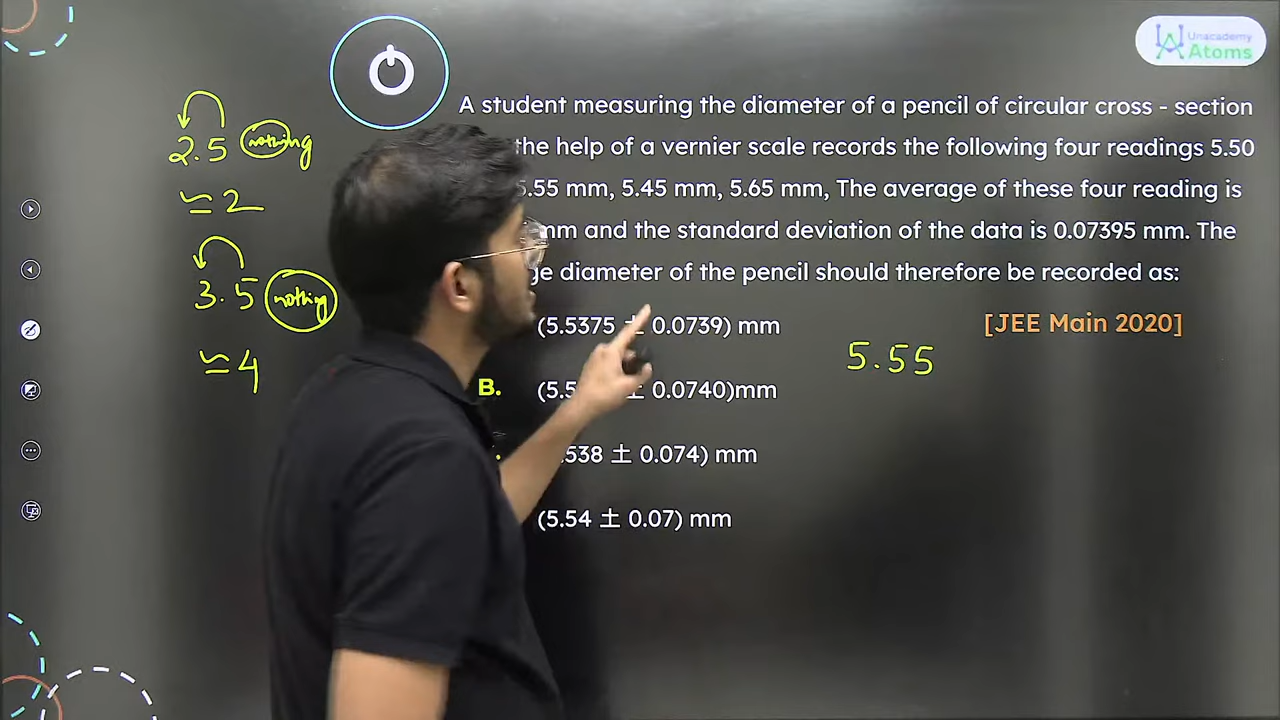 Unacademy
Atoms
A student measuring the diameter of a pencil of circular cross - section
the help of a vernier scale records the following four readings 5.50
5.55 mm, 5.45 mm, 5.65 mm, The average of these four reading is
mm and the standard deviation of the data is 0.07395 mm. The
diameter of the pencil should therefore be recorded as:
(5.5375 ± 0.0739) mm
[JEE Main 2020]
B. 0.0740)mm
± 0.074) mm
(5.54 ± 0.07) mm
2.5 nothing
≃ 2
3.5 nothing
≃ 4
5.55